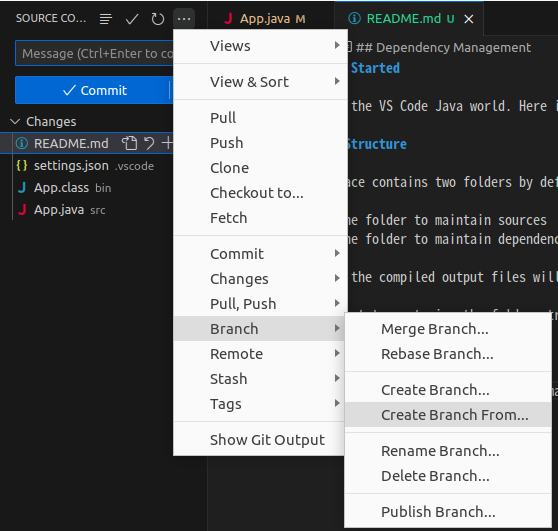 SOURCE CO...
App.java M
README.md U
Message (Ctrl+Enter to co
Commit
Changes
README.md
settings.json .vscode
App.class bin
App.java src
Views
View & Sort
Pull
Push
Clone
Checkout to...
Fetch
Commit
Changes
Pull, Push
Branch
Remote
Stash
Tags
Show Git Output
## Dependency Management
Started
the VS Code Java world. Here i
Structure
contains two folders by def
folder to maintain sources
folder to maintain dependenc
the compiled output files wil
Merge Branch...
Rebase Branch...
Create Branch...
Create Branch From...
Rename Branch...
Delete Branch...
Publish Branch...